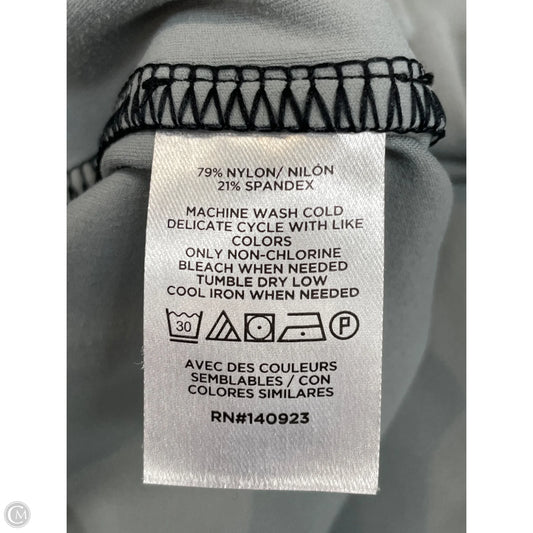 79% NYLON/ NILÓN
21% SPANDEX
MACHINE WASH COLD
DELICATE CYCLE WITH LIKE
COLORS
ONLY NON-CHLORINE
BLEACH WHEN NEEDED
TUMBLE DRY LOW
COOL IRON WHEN NEEDED
30 P
AVEC DES COULEURS
SEMBLABLES / CON
COLORES SIMILARES
RN#140923
CM